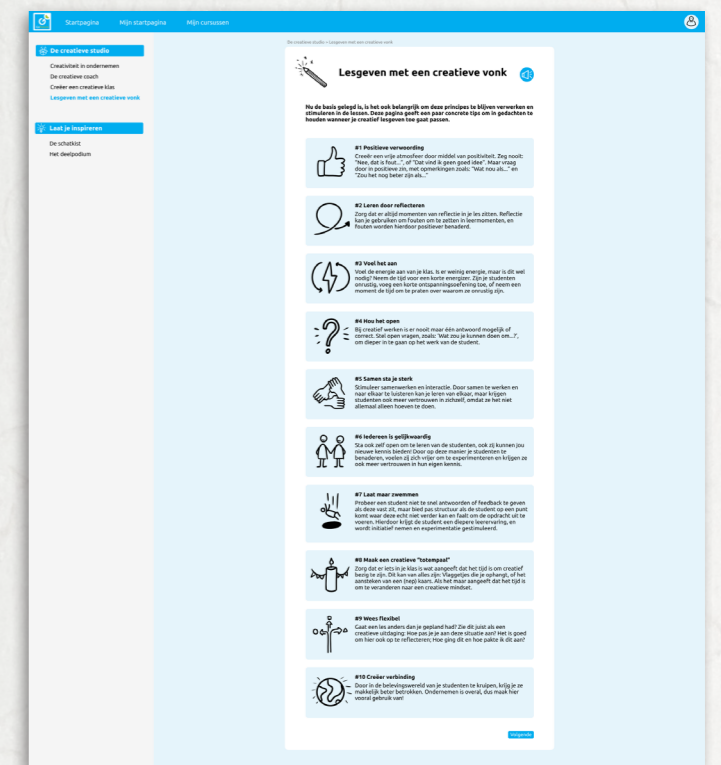 Startpagina Mijn startpagina Mijn cursussen
De creatieve studio
Creativiteit in ondernemen
De creatieve coach
Creëer een creatieve klas
Lesgeven met een creatieve vonk
Laat je inspireren
De schatkist
Het deelpodium
De creatieve studio > Lesgeven met een creatieve vonk
Lesgeven met een creatieve vonk
Nu de basis gelegd is, is het ook belangrijk om deze principes te blijven verwerken en
stimuleren in de lessen. Deze pagina geeft een paar concrete tips om in gedachten te
houden wanneer je creatief lesgeven toe gaat passen.
#1 Positieve verwoording
Creeër een vrije atmosfeer door middel van positiviteit. Zeg nooit:
"Nee, dat is fout...", of "Dat vind ik geen goed idee". Maar vraag
door in positieve zin, met opmerkingen zoals: "Wat nou als..." en
"Zou het nog beter zijn als..."
#2 Leren door reflecteren
Zorg dat er altijd momenten van reflectie in je les zitten. Reflectie
kan je gebruiken om fouten om te zetten in leermomenten, en
fouten worden hierdoor positiever benaderd.
#3 Voel het aan
Voel de energie aan van je klas. Is er weinig energie, maar is dit wel
nodig? Neem de tijd voor een korte energizer. Zijn je studenten
onrustig, voeg een korte ontspanningsoefening toe, of neem een
moment de tijd om te praten over waarom ze onrustig zijn.
#4 Hou het open
Bij creatief werken is er nooit maar één antwoord mogelijk of
correct. Stel open vragen, zoals: 'Wat zou je kunnen doen om...?',
om dieper in te gaan op het werk van de student.
#5 Samen sta je sterk
Stimuleer samenwerken en interactie. Door samen te werken en
naar elkaar te luisteren kan je leren van elkaar, maar krijgen
studenten ook meer vertrouwen in zichzelf, omdat ze het niet
allemaal alleen hoeven te doen.
#6 Iedereen is gelijkwaardig
Sta ook zelf open om te leren van de studenten, ook zij kunnen jou
nieuwe kennis bieden! Door op deze manier je studenten te
benaderen, voelen zij zich vrijer om te experimenteren en krijgen ze
ook meer vertrouwen in hun eigen kennis.
#7 Laat maar zwemmen
Probeer een student niet te snel antwoorden of feedback te geven
als deze vast zit, maar bied pas structuur als de student op een punt
komt waar deze echt niet verder kan en faalt om de opdracht uit te
voeren. Hierdoor krijgt de student een diepere leerervaring, en
wordt initiatief nemen en experimentatie gestimuleerd.
#8 Maak een creatieve "totempaal"
Zorg dat er iets in je klas is wat aangeeft dat het tijd is om creatief
bezig te zijn. Dit kan van alles zijn: Vlaggetjes die je ophangt, of het
aansteken van een (nep) kaars. Als het maar aangeeft dat het tijd is
om te veranderen naar een creatieve mindset.
#9 Wees flexibel
Gaat een les anders dan je gepland had? Zie dit juist als een
creatieve uitdaging: Hoe pas je je aan deze situatie aan? Het is goed
om hier ook op te reflecteren; Hoe ging dit en hoe pakte ik dit aan?
#10 Creëer verbinding
Door in de belevingswereld van je studenten te kruipen, krijg je ze
makkelijk beter betrokken. Ondernemen is overal, dus maak hier
vooral gebruik van!
Volgende